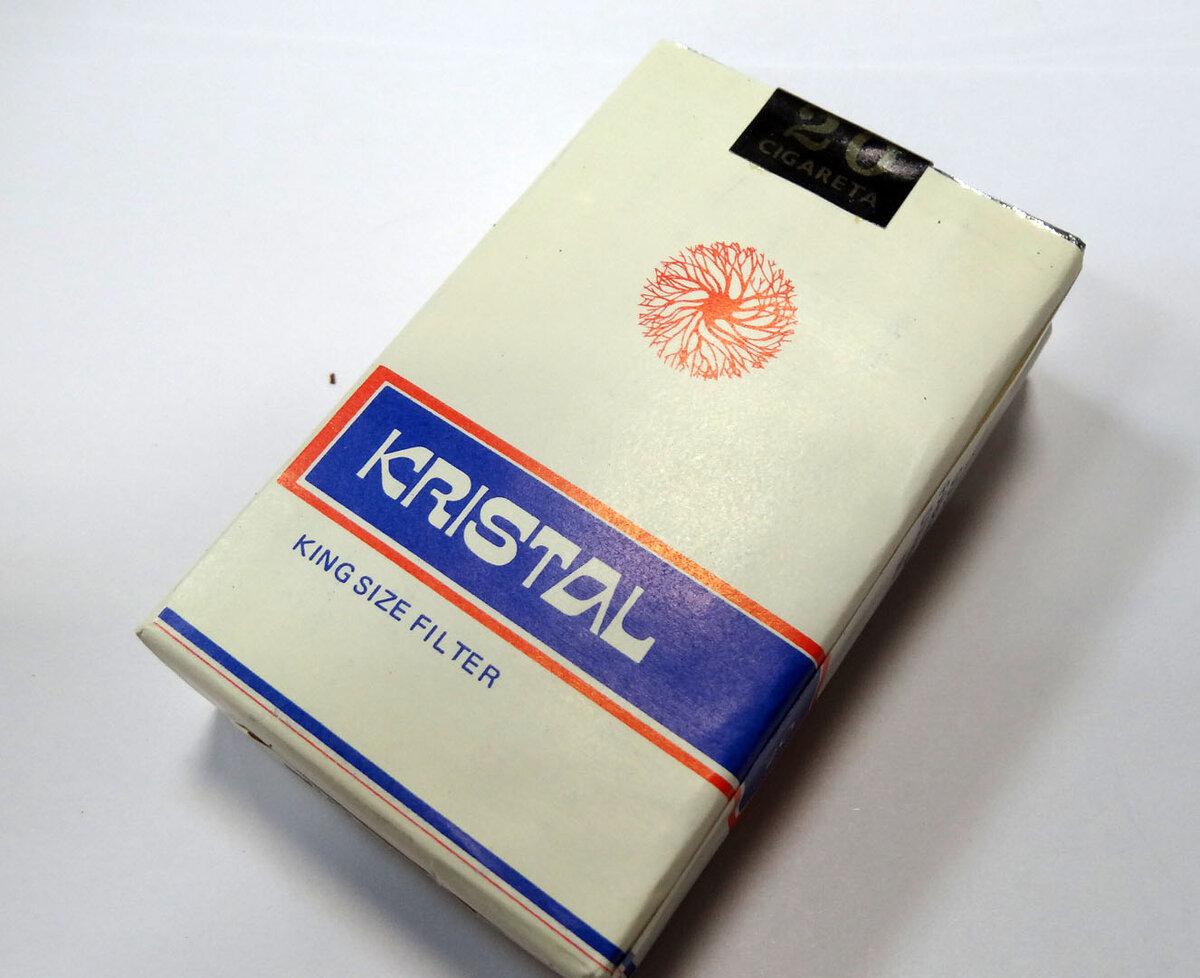 20
CIGARETA
KRISTAL
KING SIZE FILTER